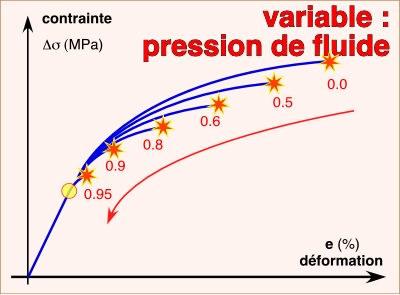 variable :
pression de fluide
contrainte
Δσ (MPa)
0.0
0.5
0.6
0.8
0.9
0.95
e (%)
déformation